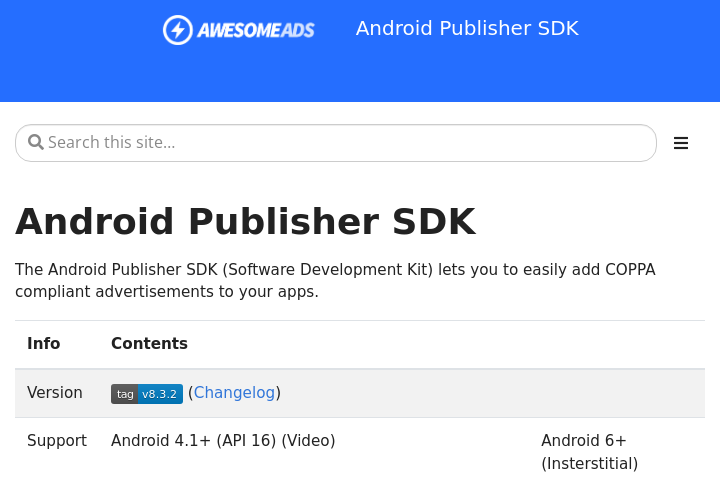 AWESOMEADS
Android Publisher SDK
Search this site...
Android Publisher SDK
The Android Publisher SDK (Software Development Kit) lets you to easily add COPPA
compliant advertisements to your apps.
Info Contents
Version tag v8.3.2 (Changelog)
Support Android 4.1+ (API 16) (Video) Android 6+
(Insterstitial)